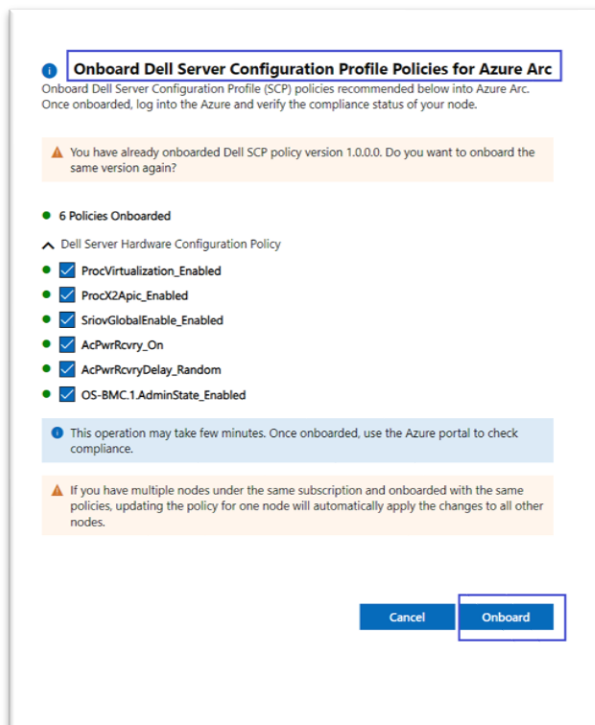 Onboard Dell Server Configuration Profile Policies for Azure Arc
Onboard Dell Server Configuration Profile (SCP) policies recommended below into Azure Arc.
Once onboarded, log into the Azure and verify the compliance status of your node.
You have already onboarded Dell SCP policy version 1.0.0.0. Do you want to onboard the
same version again?
6 Policies Onboarded
Dell Server Hardware Configuration Policy
ProcVirtualization_Enabled
ProcX2Apic_Enabled
SriovGlobalEnable_Enabled
AcPwrRcvry_On
AcPwrRcvryDelay_Random
OS-BMC.1.AdminState_Enabled
This operation may take few minutes. Once onboarded, use the Azure portal to check
compliance.
If you have multiple nodes under the same subscription and onboarded with the same
policies, updating the policy for one node will automatically apply the changes to all other
nodes.
Cancel Onboard